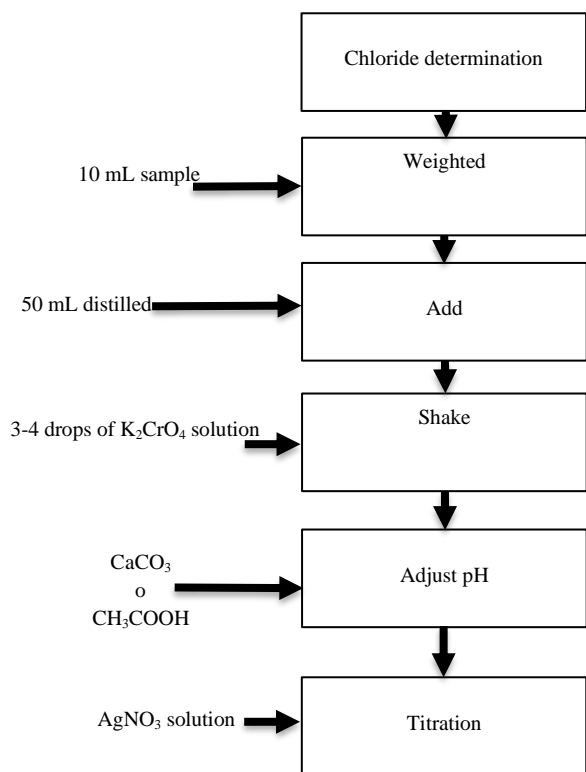 Chloride determination
10 mL sample
Weighted
50 mL distilled
Add
3-4 drops of K₂CrO₄ solution
Shake
CaCO₃
o
CH₃COOH
Adjust pH
AgNO₃ solution
Titration